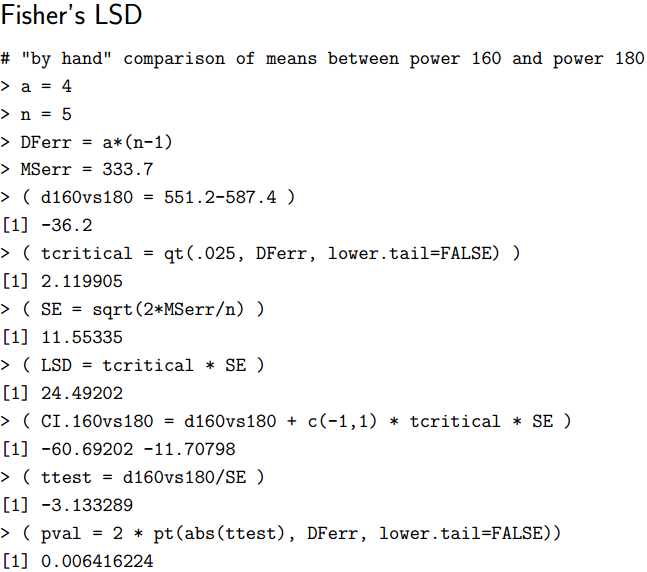 Fisher's LSD
# "by hand" comparison of means between power 160 and power 180
> a = 4
> n = 5
> DFerr = a*(n-1)
> MSerr = 333.7
> ( d160vs180 = 551.2-587.4 )
[1] -36.2
> ( tcritical = qt(.025, DFerr, lower.tail=FALSE) )
[1] 2.119905
> ( SE = sqrt(2*MSerr/n) )
[1] 11.55335
> ( LSD = tcritical * SE )
[1] 24.49202
> ( CI.160vs180 = d160vs180 + c(-1,1) * tcritical * SE )
[1] -60.69202 -11.70798
> ( ttest = d160vs180/SE )
[1] -3.133289
> ( pval = 2 * pt(abs(ttest), DFerr, lower.tail=FALSE))
[1] 0.006416224